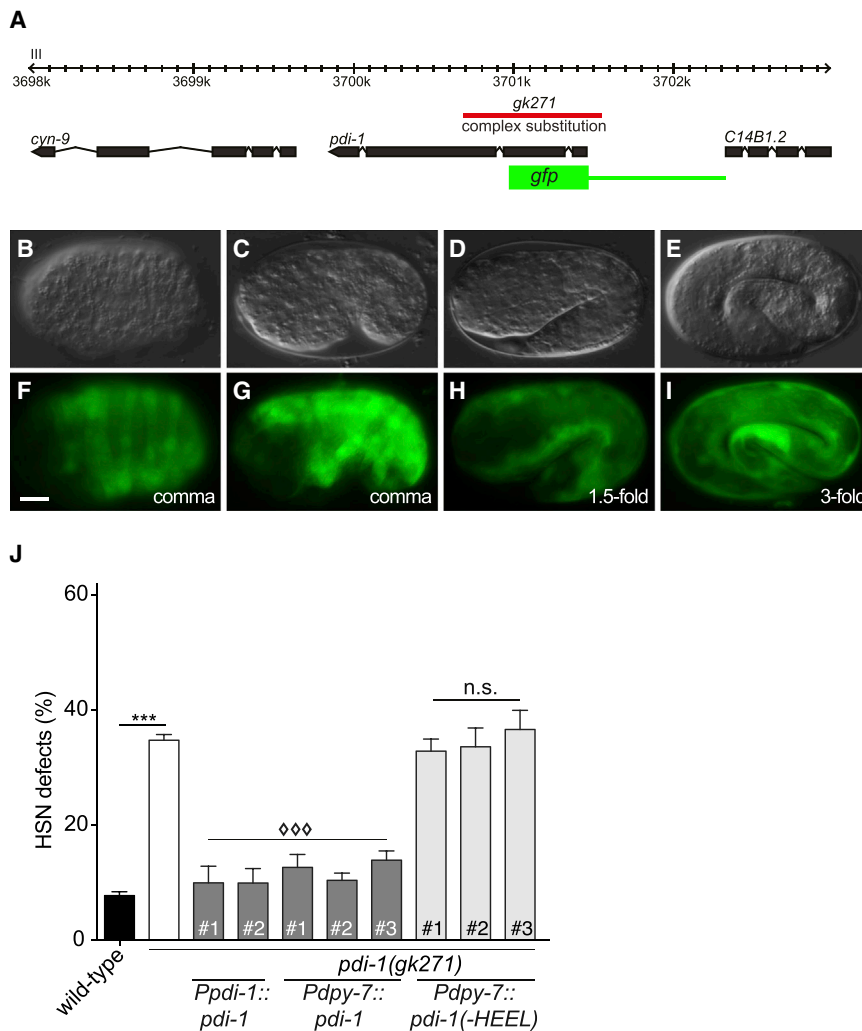 A
III
3698k 3699k 3700k 3701k 3702k
gk271
complex substitution
cyn-9 pdi-1 C14B1.2
gfp
B C D E
F G H I
comma comma 1.5-fold 3-fold
J
HSN defects (%)
60
40
20
0
***
◊◊◊
n.s.
#1 #2 #1 #2 #3 #1 #2 #3
wild-type
pdi-1(gk271)
Ppdi-1:: Pdpy-7:: Pdpy-7::
pdi-1 pdi-1 pdi-1(-HEEL)